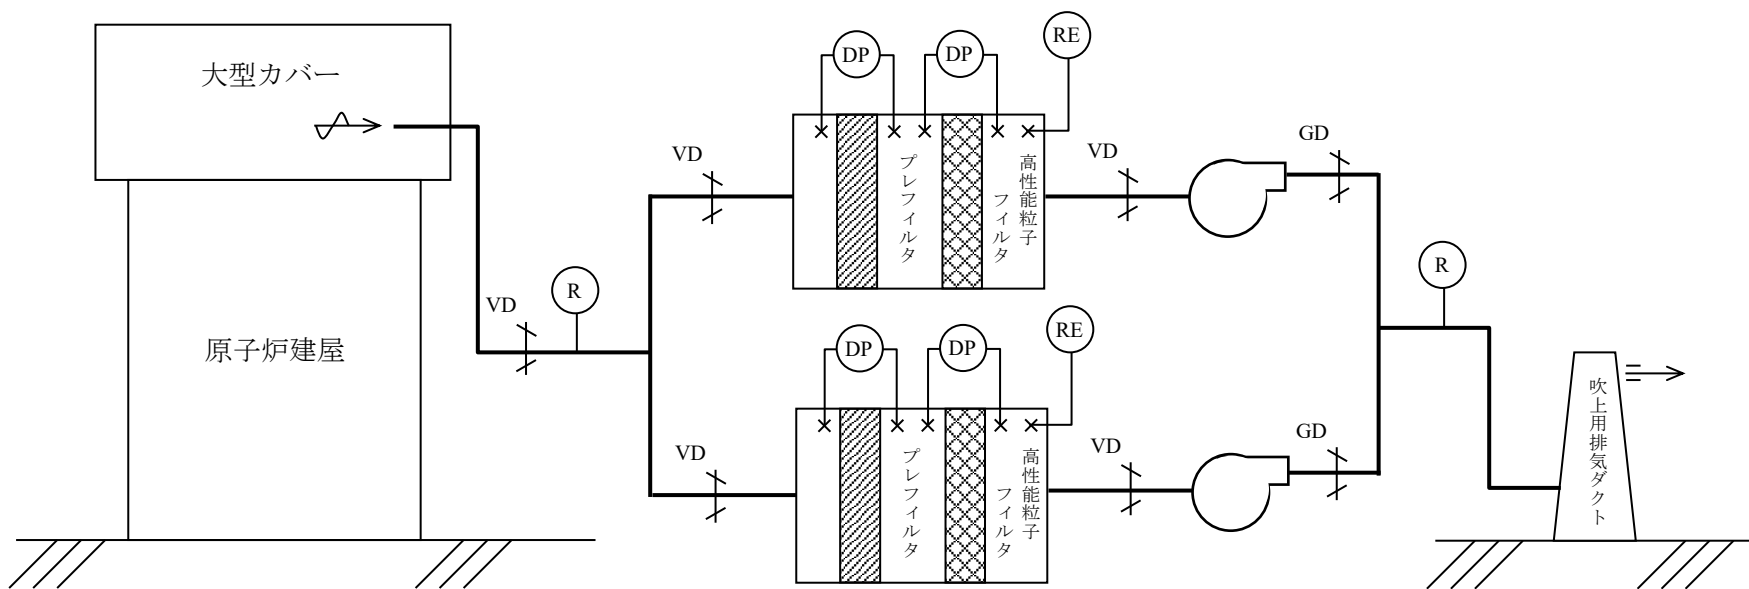 大型カバー
原子炉建屋
VD
R
VD
DP
DP
RE
プレフィルタ
高性能粒子
フィルタ
VD
GD
VD
DP
DP
RE
プレフィルタ
高性能粒子
フィルタ
VD
GD
R
吹上用排気ダクト